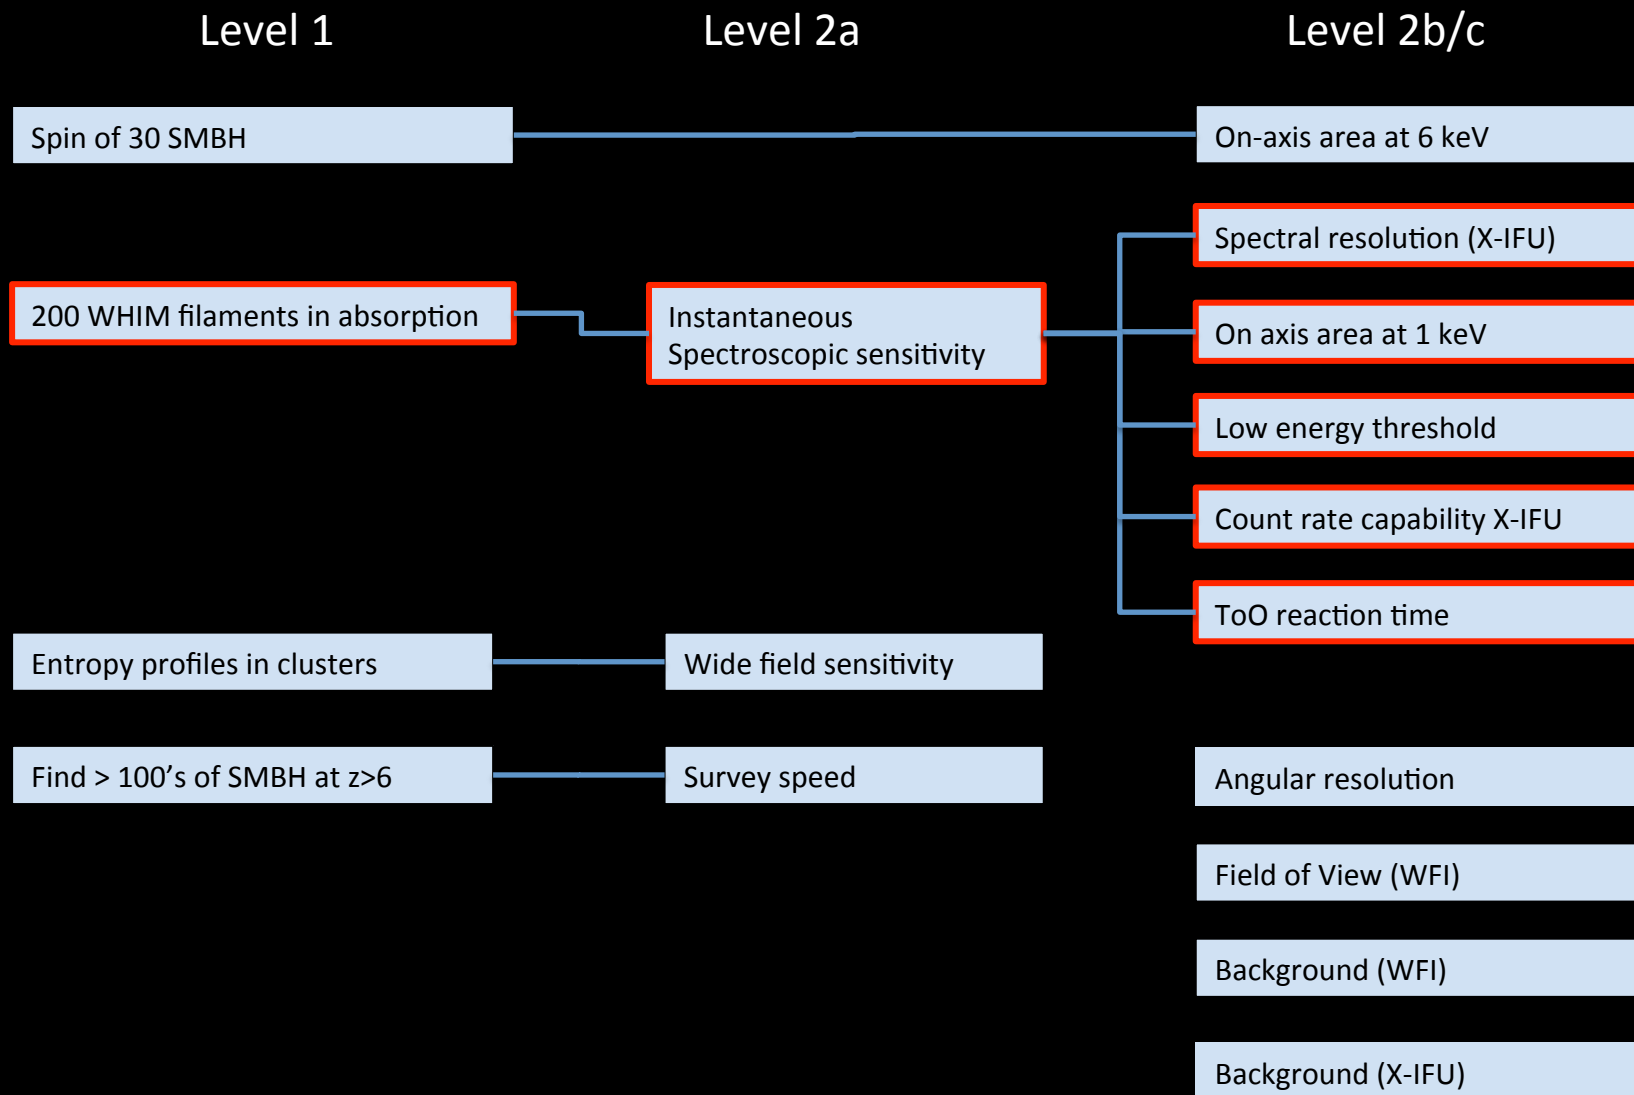 Level 1
Level 2a
Level 2b/c
Spin of 30 SMBH
On-axis area at 6 keV
Spectral resolution (X-IFU)
200 WHIM filaments in absorption
Instantaneous
Spectroscopic sensitivity
On axis area at 1 keV
Low energy threshold
Count rate capability X-IFU
ToO reaction time
Entropy profiles in clusters
Wide field sensitivity
Find > 100’s of SMBH at z>6
Survey speed
Angular resolution
Field of View (WFI)
Background (WFI)
Background (X-IFU)